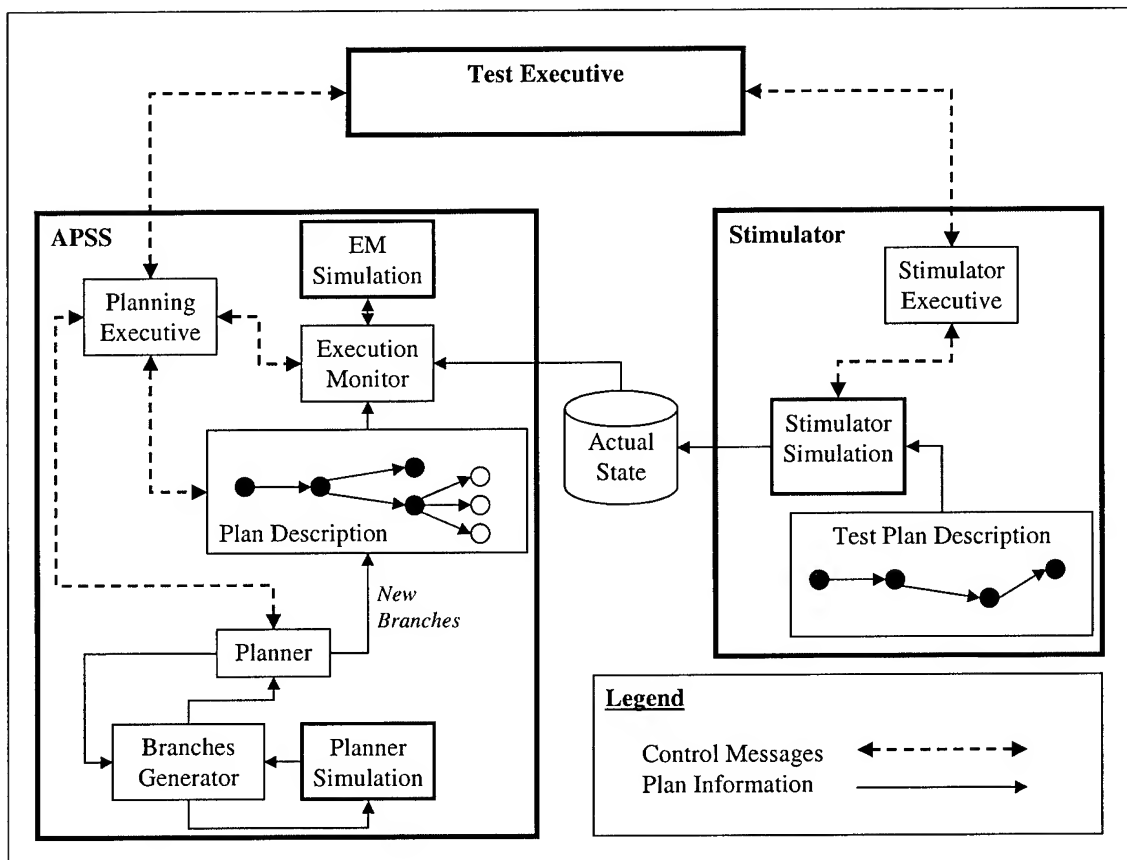 Test Executive
APSS
EM
Simulation
Planning
Executive
Execution
Monitor
Plan Description
New
Branches
Planner
Branches
Generator
Planner
Simulation
Actual
State
Stimulator
Stimulator
Executive
Stimulator
Simulation
Test Plan Description
Legend
Control Messages
Plan Information